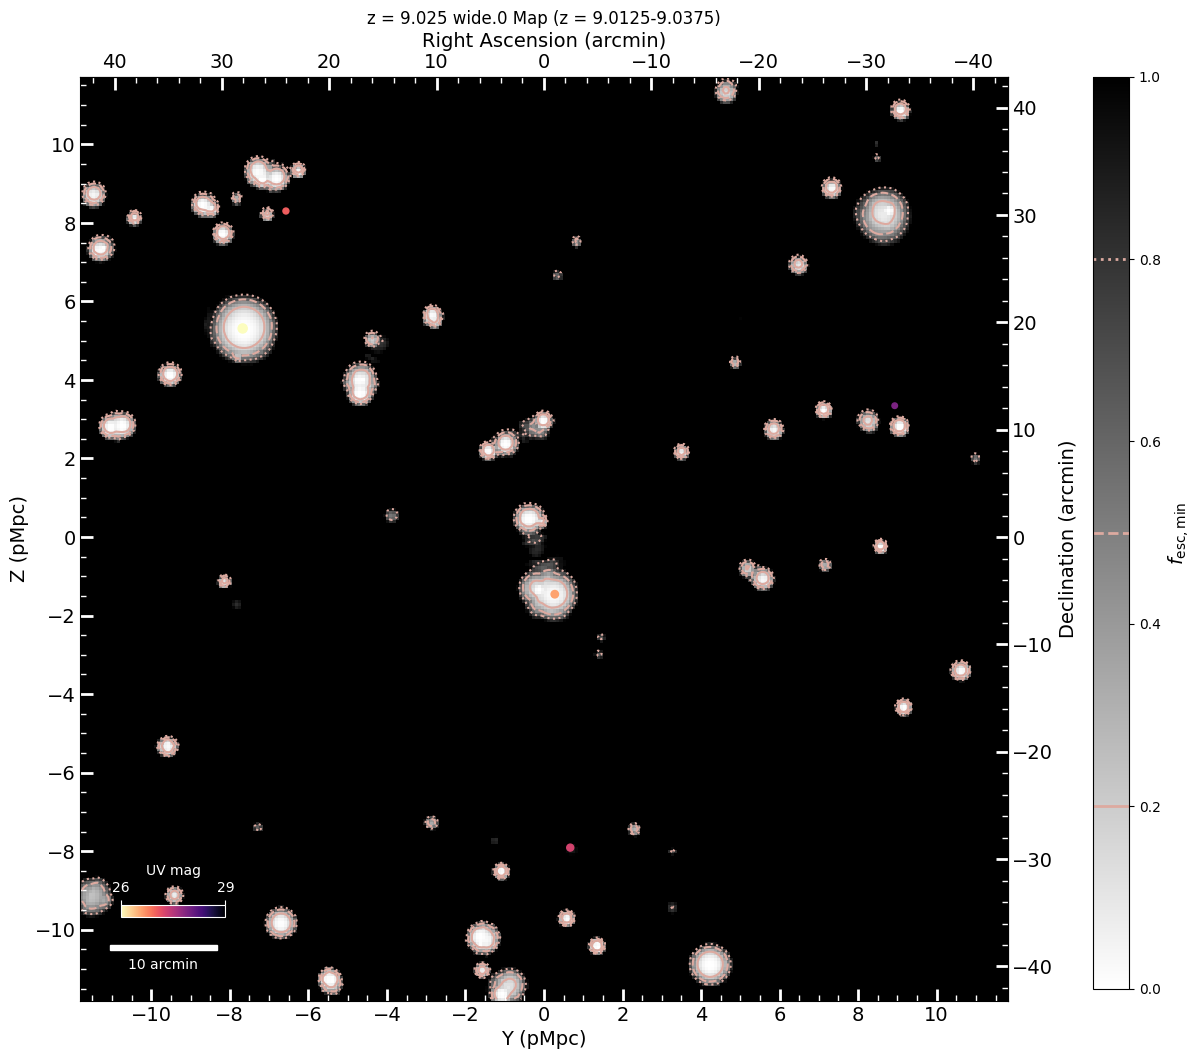 z = 9.025 wide.0 Map (z = 9.0125-9.0375)
Right Ascension (arcmin)
40 30 20 10 0 −10 −20 −30 −40
10
8
6
4
2
0
−2
−4
−6
−8
−10
Z (pMpc)
40
30
20
10
0
−10
−20
−30
−40
Declination (arcmin)
1.0
0.8
0.6
0.4
0.2
0.0
fesc,min
UV mag
26 29
10 arcmin
−10 −8 −6 −4 −2 0 2 4 6 8 10
Y (pMpc)